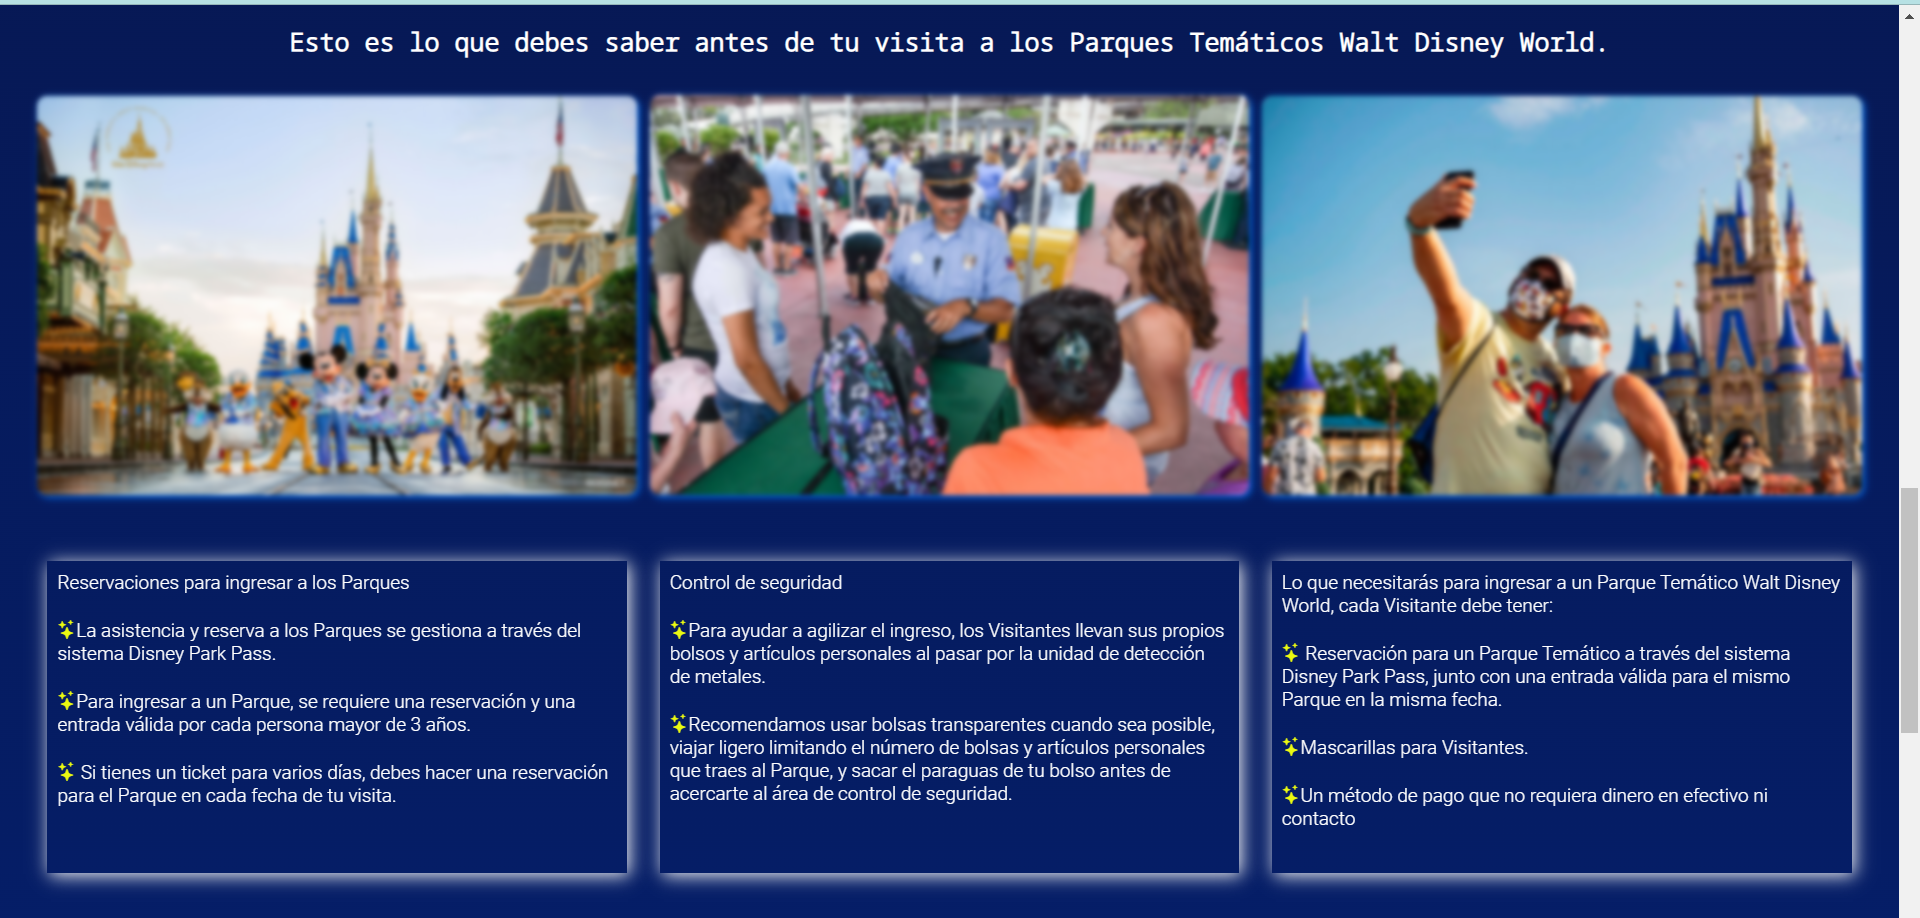 Esto es lo que debes saber antes de tu visita a los Parques Temáticos Walt Disney World.
Reservaciones para ingresar a los Parques
La asistencia y reserva a los Parques se gestiona a través del
sistema Disney Park Pass.
Para ingresar a un Parque, se requiere una reservación y una
entrada válida por cada persona mayor de 3 años.
Si tienes un ticket para varios días, debes hacer una reservación
para el Parque en cada fecha de tu visita.
Control de seguridad
Para ayudar a agilizar el ingreso, los Visitantes llevan sus propios
bolsos y artículos personales al pasar por la unidad de detección
de metales.
Recomendamos usar bolsas transparentes cuando sea posible,
viajar ligero limitando el número de bolsas y artículos personales
que traes al Parque, y sacar el paraguas de tu bolso antes de
acercarte al área de control de seguridad.
Lo que necesitarás para ingresar a un Parque Temático Walt Disney
World, cada Visitante debe tener:
Reservación para un Parque Temático a través del sistema
Disney Park Pass, junto con una entrada válida para el mismo
Parque en la misma fecha.
Mascarillas para Visitantes.
Un método de pago que no requiera dinero en efectivo ni
contacto